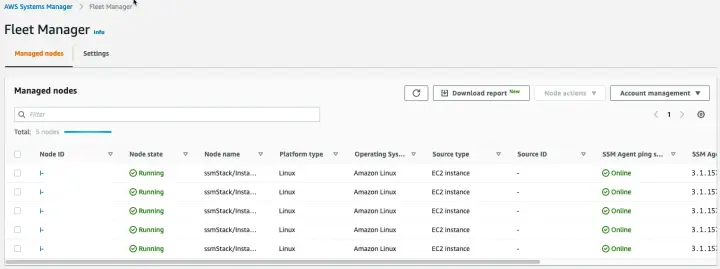 AWS Systems Manager > Fleet Manager
Fleet Manager Info
Managed nodes Settings
Managed nodes
Download report New Node actions Account management
Filter
1
Total: 5 nodes
Node ID Node state Node name Platform type Operating Sys... Source type Source ID SSM Agent ping s... SSM Ag
i- Running ssmStack/Insta... Linux Amazon Linux EC2 instance - Online 3.1.157
i- Running ssmStack/Insta... Linux Amazon Linux EC2 instance - Online 3.1.157
i- Running ssmStack/Insta... Linux Amazon Linux EC2 instance - Online 3.1.157
i- Running ssmStack/Insta... Linux Amazon Linux EC2 instance - Online 3.1.157
i- Running ssmStack/Insta... Linux Amazon Linux EC2 instance - Online 3.1.157